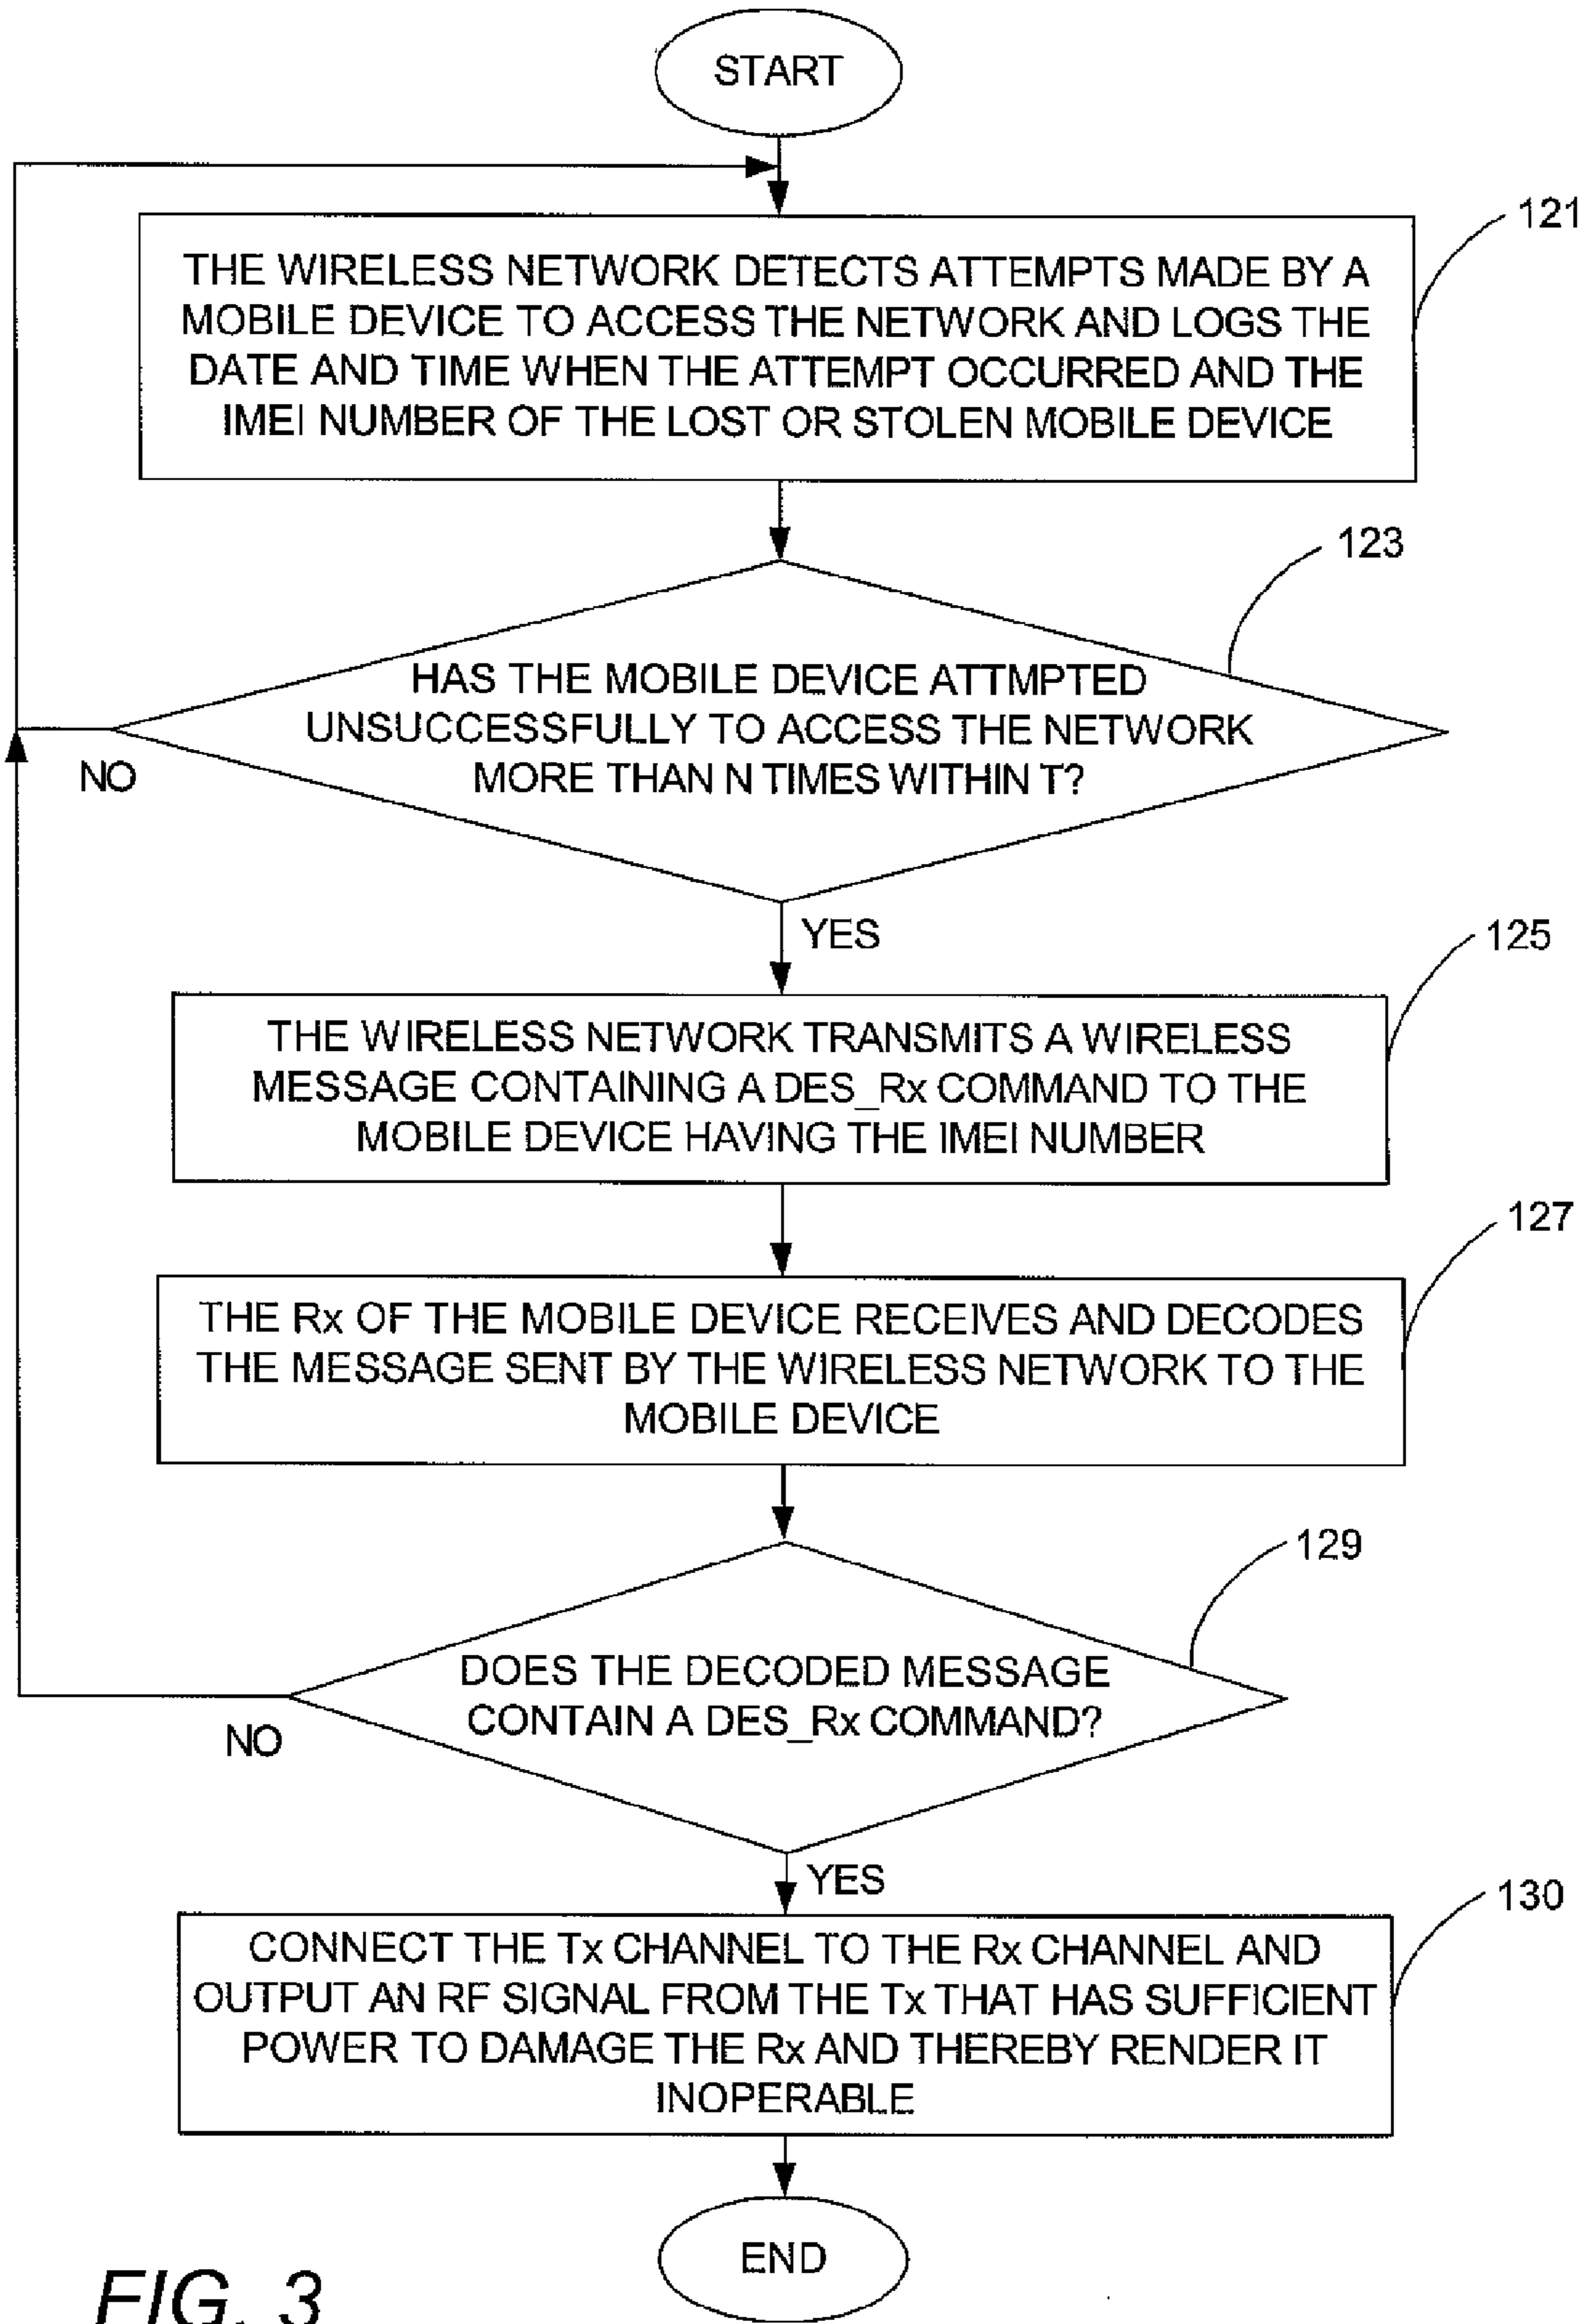 START
121
THE WIRELESS NETWORK DETECTS ATTEMPTS MADE BY A
MOBILE DEVICE TO ACCESS THE NETWORK AND LOGS THE
DATE AND TIME WHEN THE ATTEMPT OCCURRED AND THE
IMEI NUMBER OF THE LOST OR STOLEN MOBILE DEVICE
123
HAS THE MOBILE DEVICE ATTMPTED
UNSUCCESSFULLY TO ACCESS THE NETWORK
MORE THAN N TIMES WITHIN T?
NO
YES
125
THE WIRELESS NETWORK TRANSMITS A WIRELESS
MESSAGE CONTAINING A DES_Rx COMMAND TO THE
MOBILE DEVICE HAVING THE IMEI NUMBER
127
THE Rx OF THE MOBILE DEVICE RECEIVES AND DECODES
THE MESSAGE SENT BY THE WIRELESS NETWORK TO THE
MOBILE DEVICE
129
DOES THE DECODED MESSAGE
CONTAIN A DES_Rx COMMAND?
NO
YES
130
CONNECT THE Tx CHANNEL TO THE Rx CHANNEL AND
OUTPUT AN RF SIGNAL FROM THE Tx THAT HAS SUFFICIENT
POWER TO DAMAGE THE Rx AND THEREBY RENDER IT
INOPERABLE
END
FIG. 3